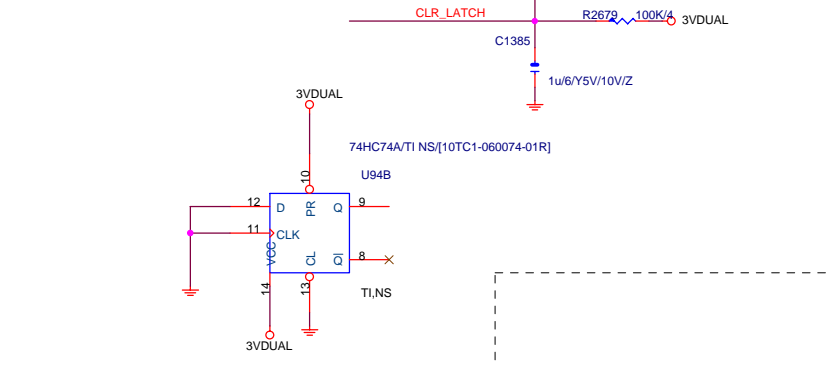 CLR_LATCH
R2679 100K/4 3VDUAL
C1385
1u/6/Y5V/10V/Z
3VDUAL
74HC74A/TI NS/[10TC1-060074-01R]
U94B
10
12 D PR Q 9
11 CLK
VCC CL Q 8
14 13
TI,NS
3VDUAL